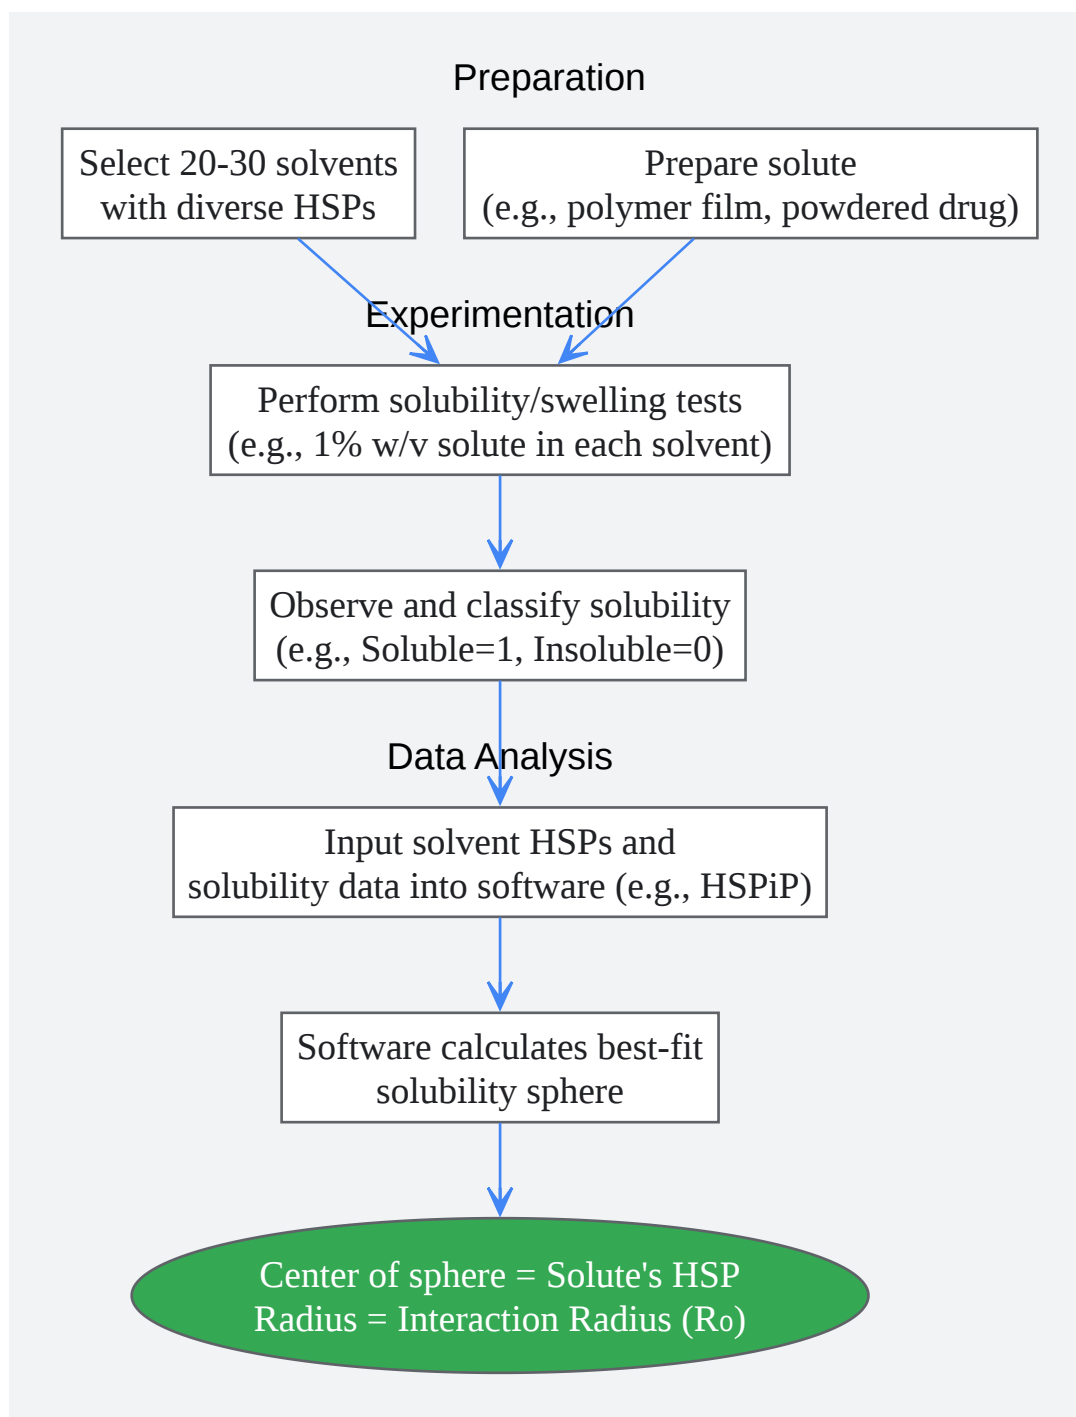 Preparation
Select 20-30 solvents
with diverse HSPs
Prepare solute
(e.g., polymer film, powdered drug)
Experimentation
Perform solubility/swelling tests
(e.g., 1% w/v solute in each solvent)
Observe and classify solubility
(e.g., Soluble=1, Insoluble=0)
Data Analysis
Input solvent HSPs and
solubility data into software (e.g., HSPiP)
Software calculates best-fit
solubility sphere
Center of sphere = Solute's HSP
Radius = Interaction Radius (R₀)